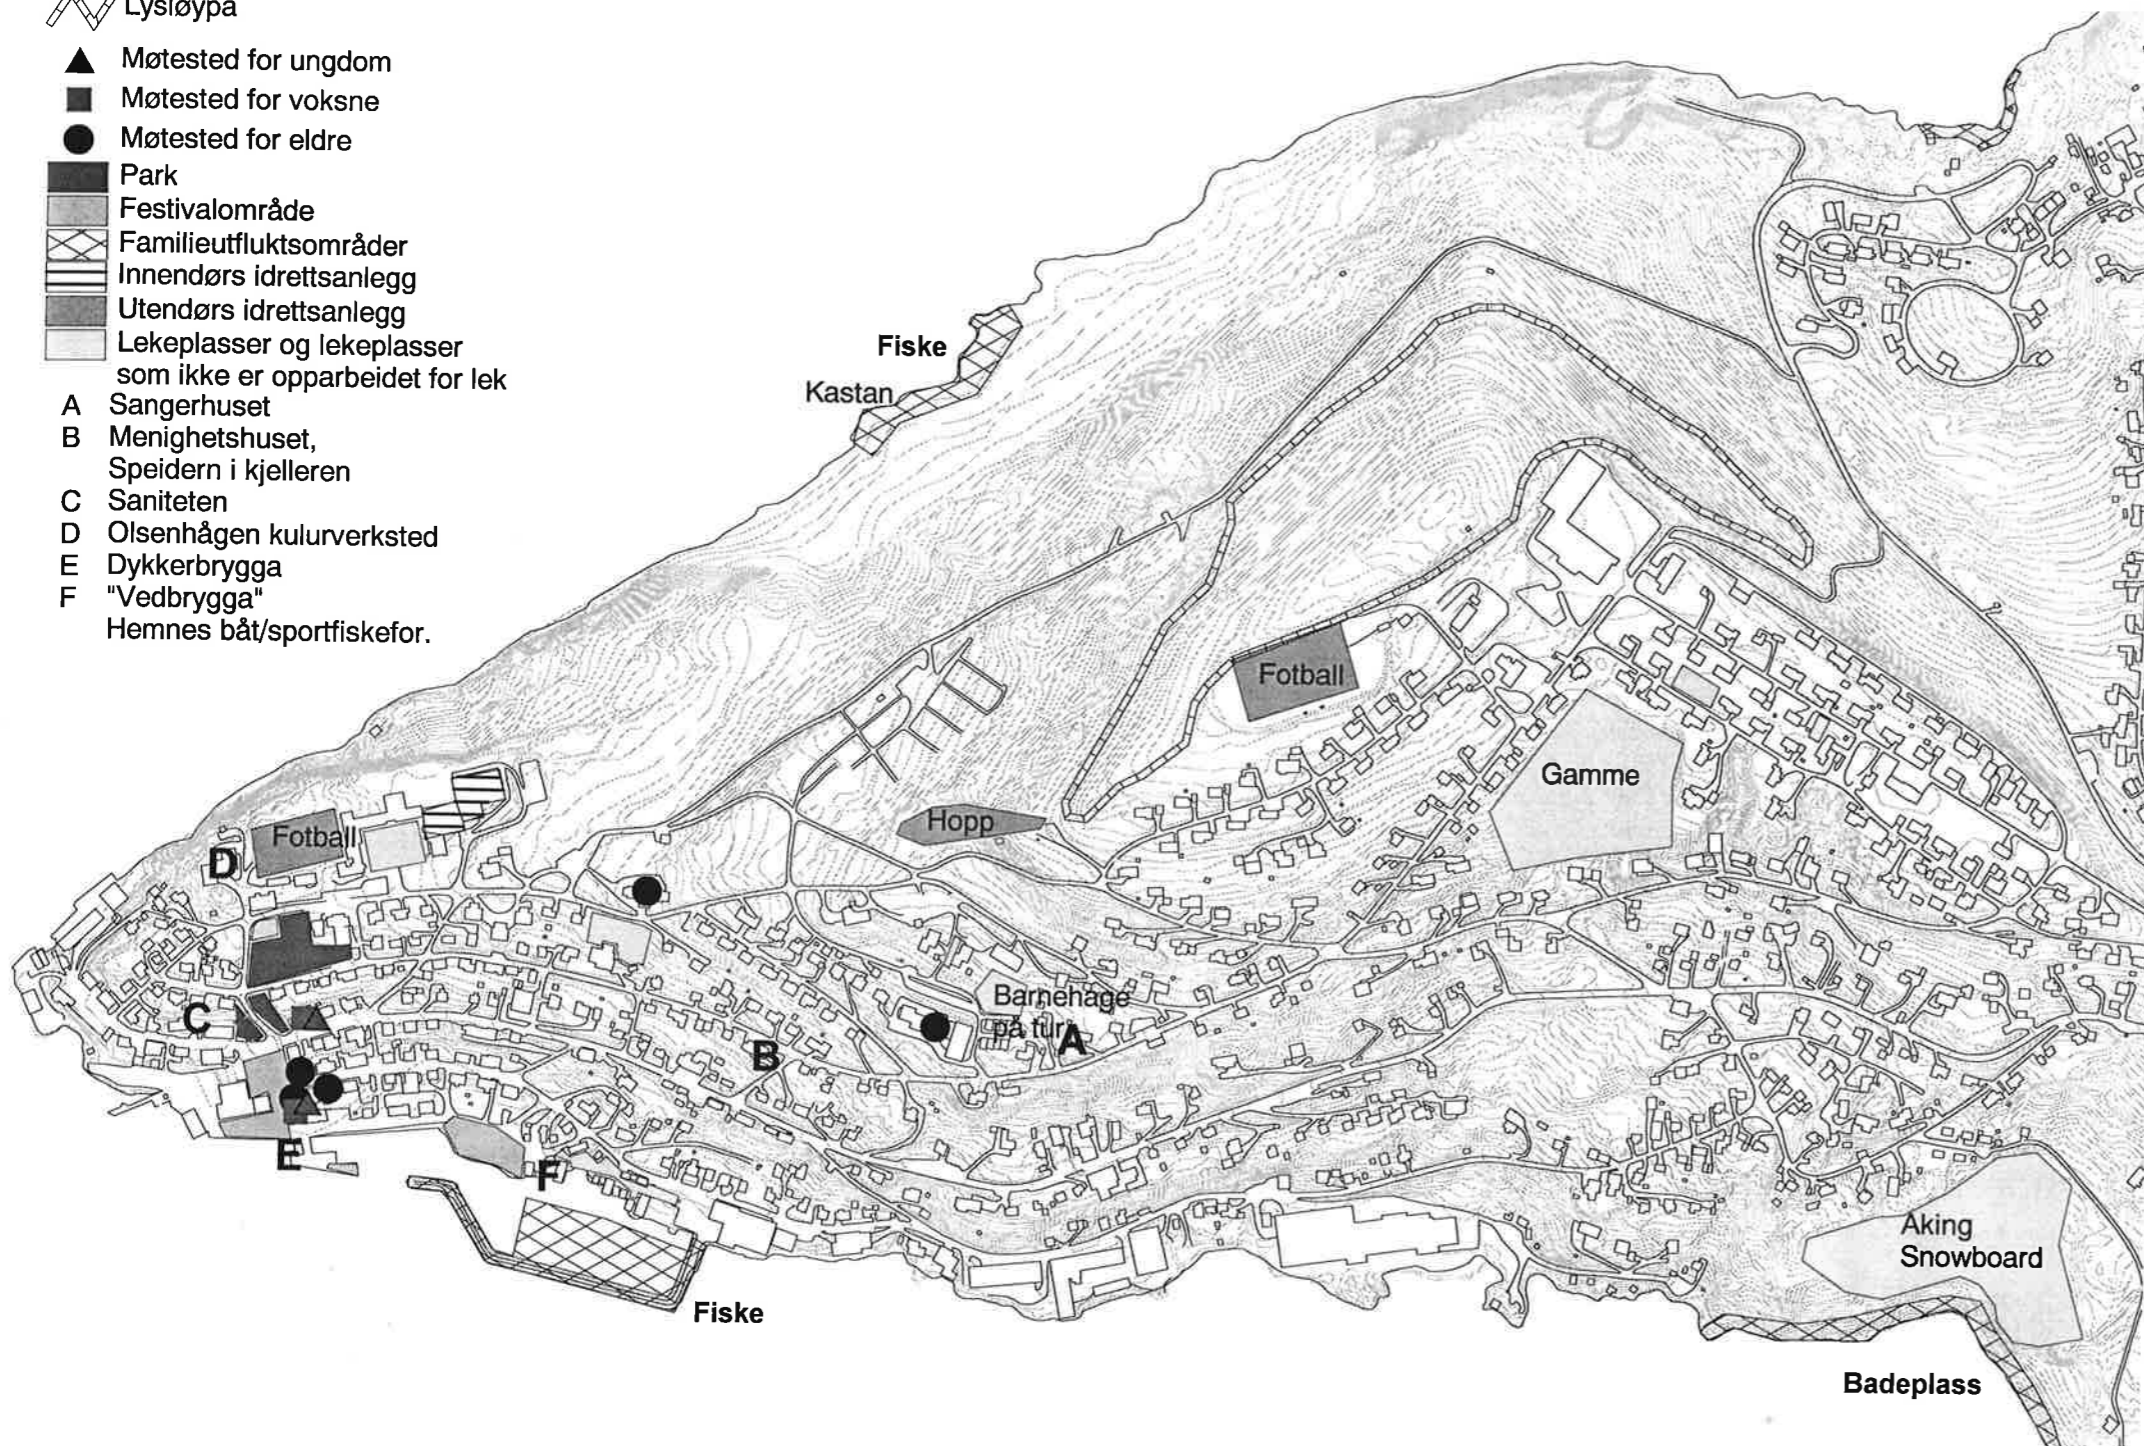 Lysløypa
Møtested for ungdom
Møtested for voksne
Møtested for eldre
Park
Festivalområde
Familieutfluktsområder
Innendørs idrettsanlegg
Utendørs idrettsanlegg
Lekeplasser og lekeplasser
som ikke er opparbeidet for lek
A Sangerhuset
B Menighetshuset,
Speidern i kjelleren
C Saniteten
D Olsenhågen kulurverksted
E Dykkerbrygga
F "Vedbrygga"
Hemnes båt/sportfiskefor.
Fiske
Kastan
Fotball
Gamme
Hopp
Fotball
D
Barnehage
på tur
A
C
B
E
F
Aking
Snowboard
Fiske
Badeplass